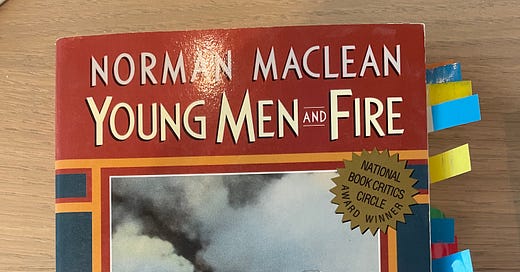 NORMAN MACLEAN
YOUNG MEN AND FIRE
NATIONAL
BOOK CRITICS
CIRCLE
AWARD WINNER